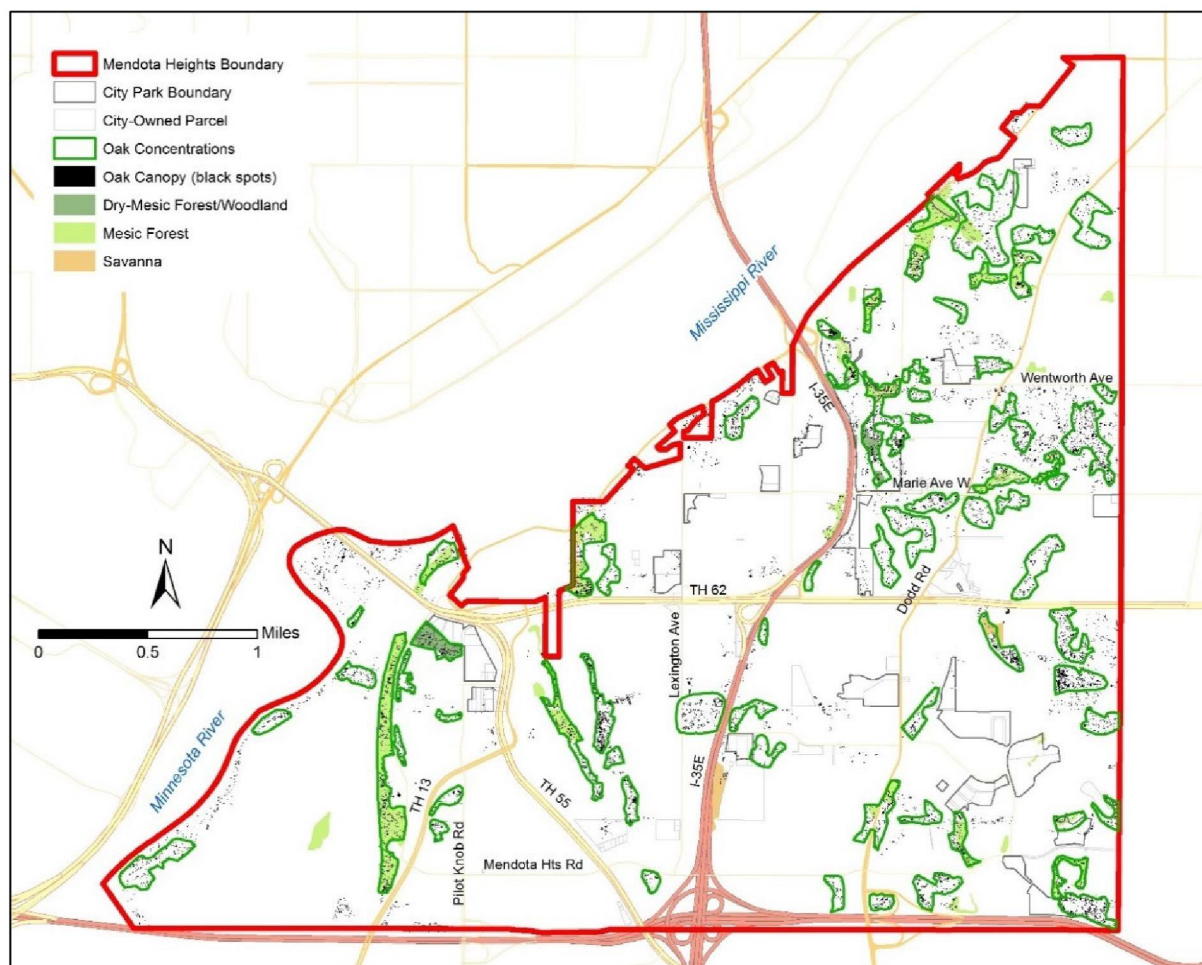 Mendota Heights Boundary
City Park Boundary
City-Owned Parcel
Oak Concentrations
Oak Canopy (black spots)
Dry-Mesic Forest/Woodland
Mesic Forest
Savanna
Mississippi River
I-35E
Wentworth Ave
Marie Ave W
N
Dodd Rd
TH 62
Miles
0 0.5 1
Lexington Ave
Minnesota River
I-35E
TH 13
TH 55
Pilot Knob Rd
Mendota Hts Rd